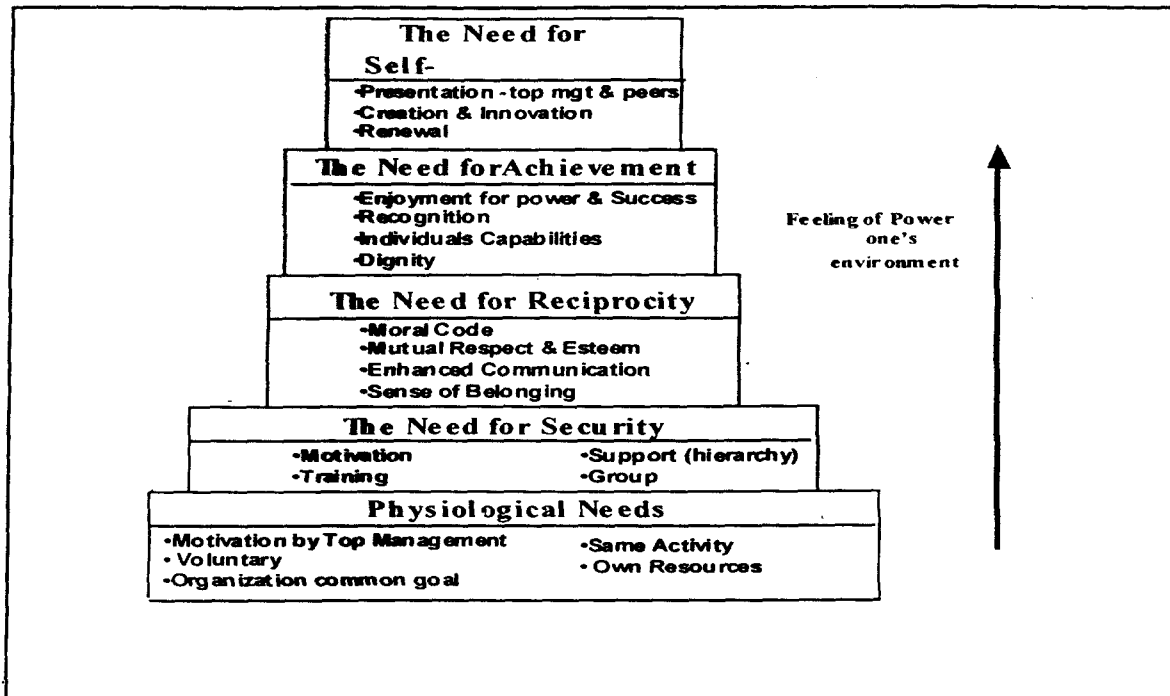 The Need for
Self-
•Presentation - top mgt & peers
•Creation & Innovation
•Renewal
The Need forAchievement
•Enjoyment for power & Success
•Recognition
•Individuals Capabilities
•Dignity
Feeling of Power
one's
environment
The Need for Reciprocity
•Moral Code
•Mutual Respect & Esteem
•Enhanced Communication
•Sense of Belonging
The Need for Security
•Motivation
•Training
•Support (hierarchy)
•Group
Physiological Needs
•Motivation by Top Management
• Voluntary
•Organization common goal
•Same Activity
• Own Resources